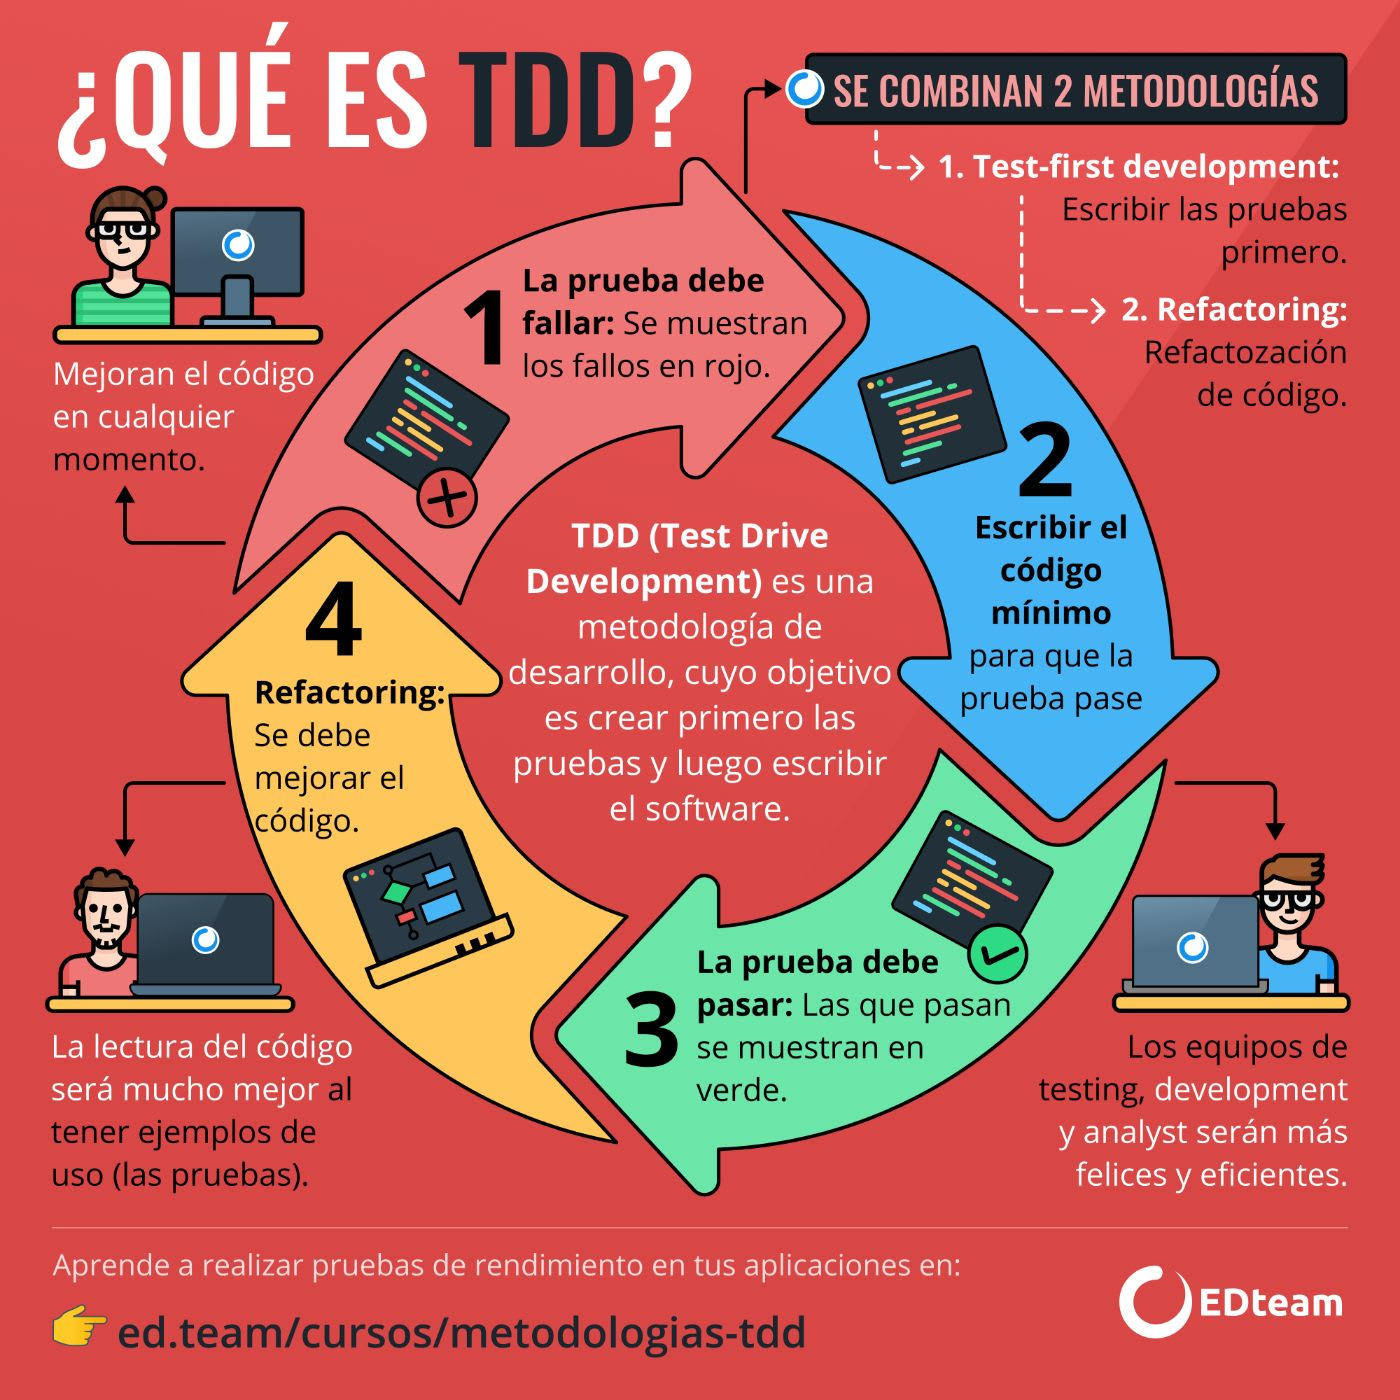 ¿QUÉ ES TDD?
SE COMBINAN 2 METODOLOGÍAS
1. Test-first development:
Escribir las pruebas
primero.
2. Refactoring:
Refactozación
de código.
Mejoran el código
en cualquier
momento.
1
La prueba debe
fallar: Se muestran
los fallos en rojo.
2
Escribir el
código
mínimo
para que la
prueba pase
TDD (Test Drive
Development) es una
metodología de
desarrollo, cuyo objetivo
es crear primero las
pruebas y luego escribir
el software.
4
Refactoring:
Se debe
mejorar el
código.
3
La prueba debe
pasar: Las que pasan
se muestran en
verde.
La lectura del código
será mucho mejor al
tener ejemplos de
uso (las pruebas).
Los equipos de
testing, development
y analyst serán más
felices y eficientes.
Aprende a realizar pruebas de rendimiento en tus aplicaciones en:
ed.team/cursos/metodologias-tdd
EDteam